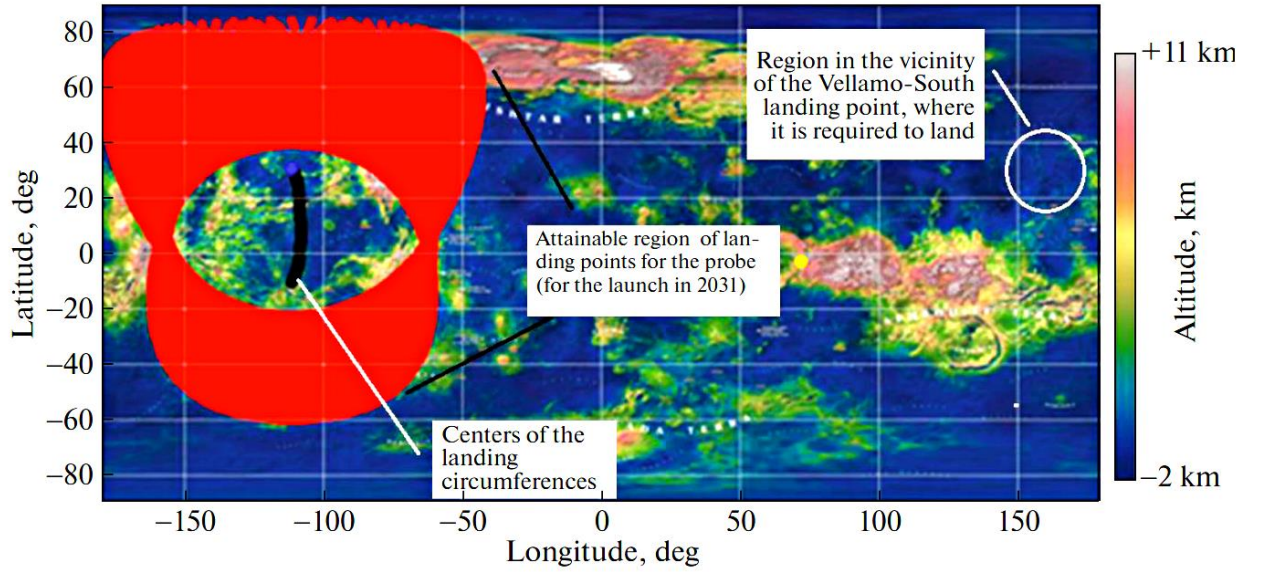 80
60
40
20
0
−20
−40
−60
−80
Latitude, deg
−150
−100
−50
0
50
100
150
Longitude, deg
Region in the vicinity
of the Vellamo-South
landing point, where
it is required to land
Attainable region of lan-
ding points for the probe
(for the launch in 2031)
Centers of the
landing
circumferences
+11 km
−2 km
Altitude, km